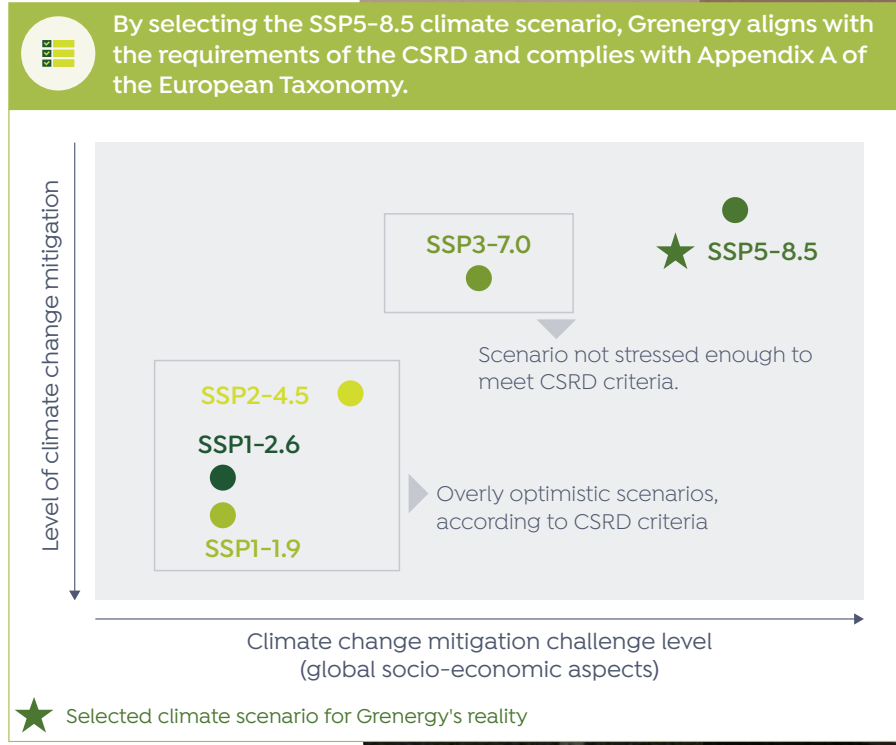 By selecting the SSP5-8.5 climate scenario, Grenergy aligns with
the requirements of the CSRD and complies with Appendix A of
the European Taxonomy.
Level of climate change mitigation
SSP3-7.0
SSP5-8.5
Scenario not stressed enough to
meet CSRD criteria.
SSP2-4.5
SSP1-2.6
SSP1-1.9
Overly optimistic scenarios,
according to CSRD criteria
Climate change mitigation challenge level
(global socio-economic aspects)
Selected climate scenario for Grenergy's reality